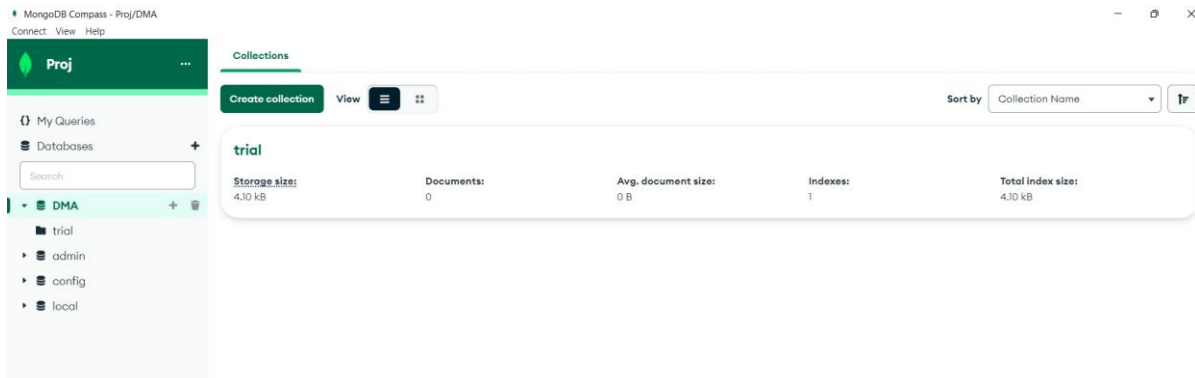 MongoDB Compass - Proj/DMA
Connect View Help
Proj
...
{} My Queries
Databases
Search
DMA
trial
admin
config
local
Collections
Create collection
View
Sort by
Collection Name
trial
Storage size:
4.10 kB
Documents:
0
Avg. document size:
0 B
Indexes:
1
Total index size:
4.10 kB